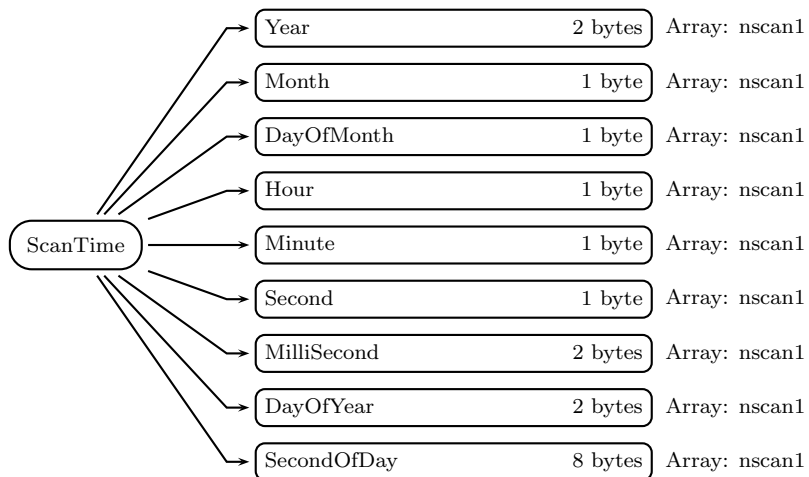 Year 2 bytes Array: nscan1
Month 1 byte Array: nscan1
DayOfMonth 1 byte Array: nscan1
Hour 1 byte Array: nscan1
ScanTime Minute 1 byte Array: nscan1
Second 1 byte Array: nscan1
MilliSecond 2 bytes Array: nscan1
DayOfYear 2 bytes Array: nscan1
SecondOfDay 8 bytes Array: nscan1